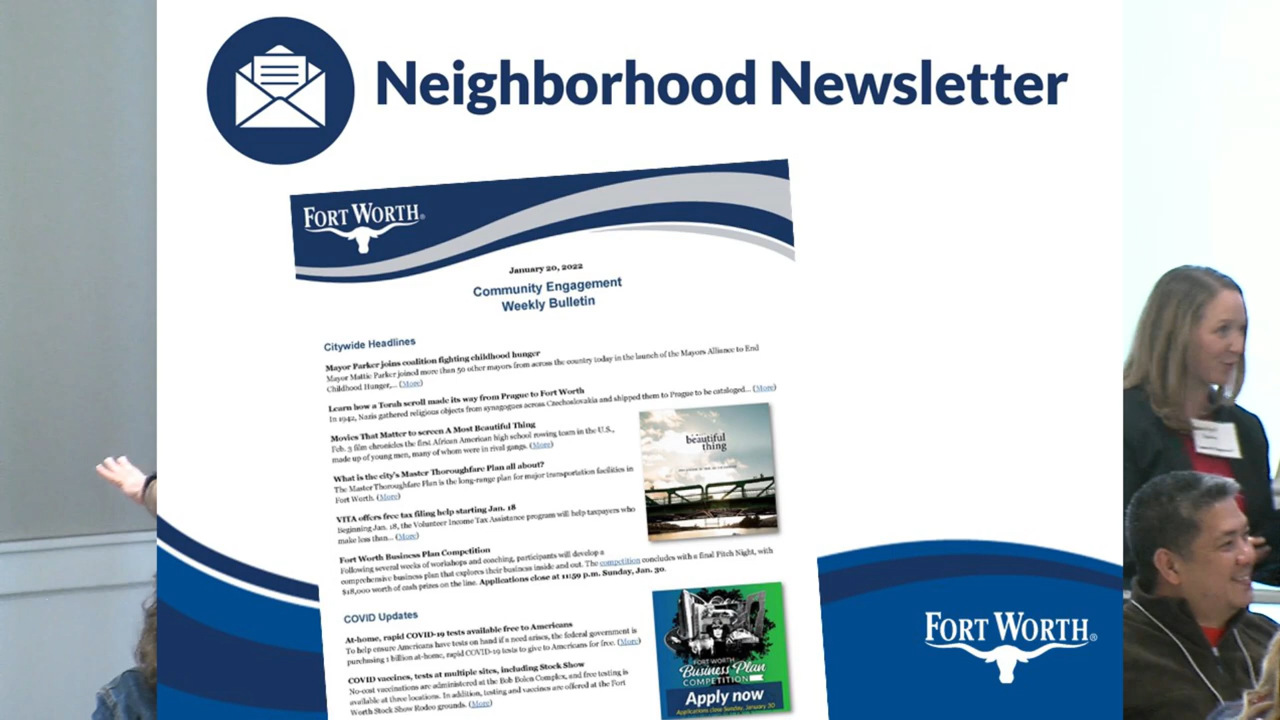 Neighborhood Newsletter
FORT WORTH®
January 20, 2022
Community Engagement
Weekly Bulletin
Citywide Headlines
Mayor Parker joins coalition fighting childhood hunger
Mayor Mattie Parker joined more than 50 other mayors from across the country today in the launch of the Mayors Alliance to End
Childhood Hunger,... (More)
Learn how a Torah scroll made its way from Prague to Fort Worth
In 1942, Nazis gathered religious objects from synagogues across Czechoslovakia and shipped them to Prague to be cataloged... (More)
Movies That Matter to screen A Most Beautiful Thing
Feb. 3 film chronicles the first African American high school rowing team in the U.S.,
made up of young men, many of whom were in rival gangs. (More)
beautiful
thing
What is the city's Master Thoroughfare Plan all about?
The Master Thoroughfare Plan is the long-range plan for major transportation facilities in
Fort Worth. (More)
VITA offers free tax filing help starting Jan. 18
Beginning Jan. 18, the Volunteer Income Tax Assistance program will help taxpayers who
make less than... (More)
Fort Worth Business Plan Competition
Following several weeks of workshops and coaching, participants will develop a
comprehensive business plan that explores their business inside and out. The competition concludes with a final Pitch Night, with
$18,000 worth of cash prizes on the line. Applications close at 11:59 p.m. Sunday, Jan. 30.
COVID Updates
At-home, rapid COVID-19 tests available free to Americans
To help ensure Americans have tests on hand if a need arises, the federal government is
purchasing 1 billion at-home, rapid COVID-19 tests to give to Americans for free. (More)
COVID vaccines, tests at multiple sites, including Stock Show
No-cost vaccinations are administered at the Bob Bolen Complex, and free testing is
available at three locations. In addition, testing and vaccines are offered at the Fort
Worth Stock Show Rodeo grounds. (More)
FORT WORTH
Business Plan
COMPETITION
Apply now
Applications close Sunday, January 30
FORT WORTH®